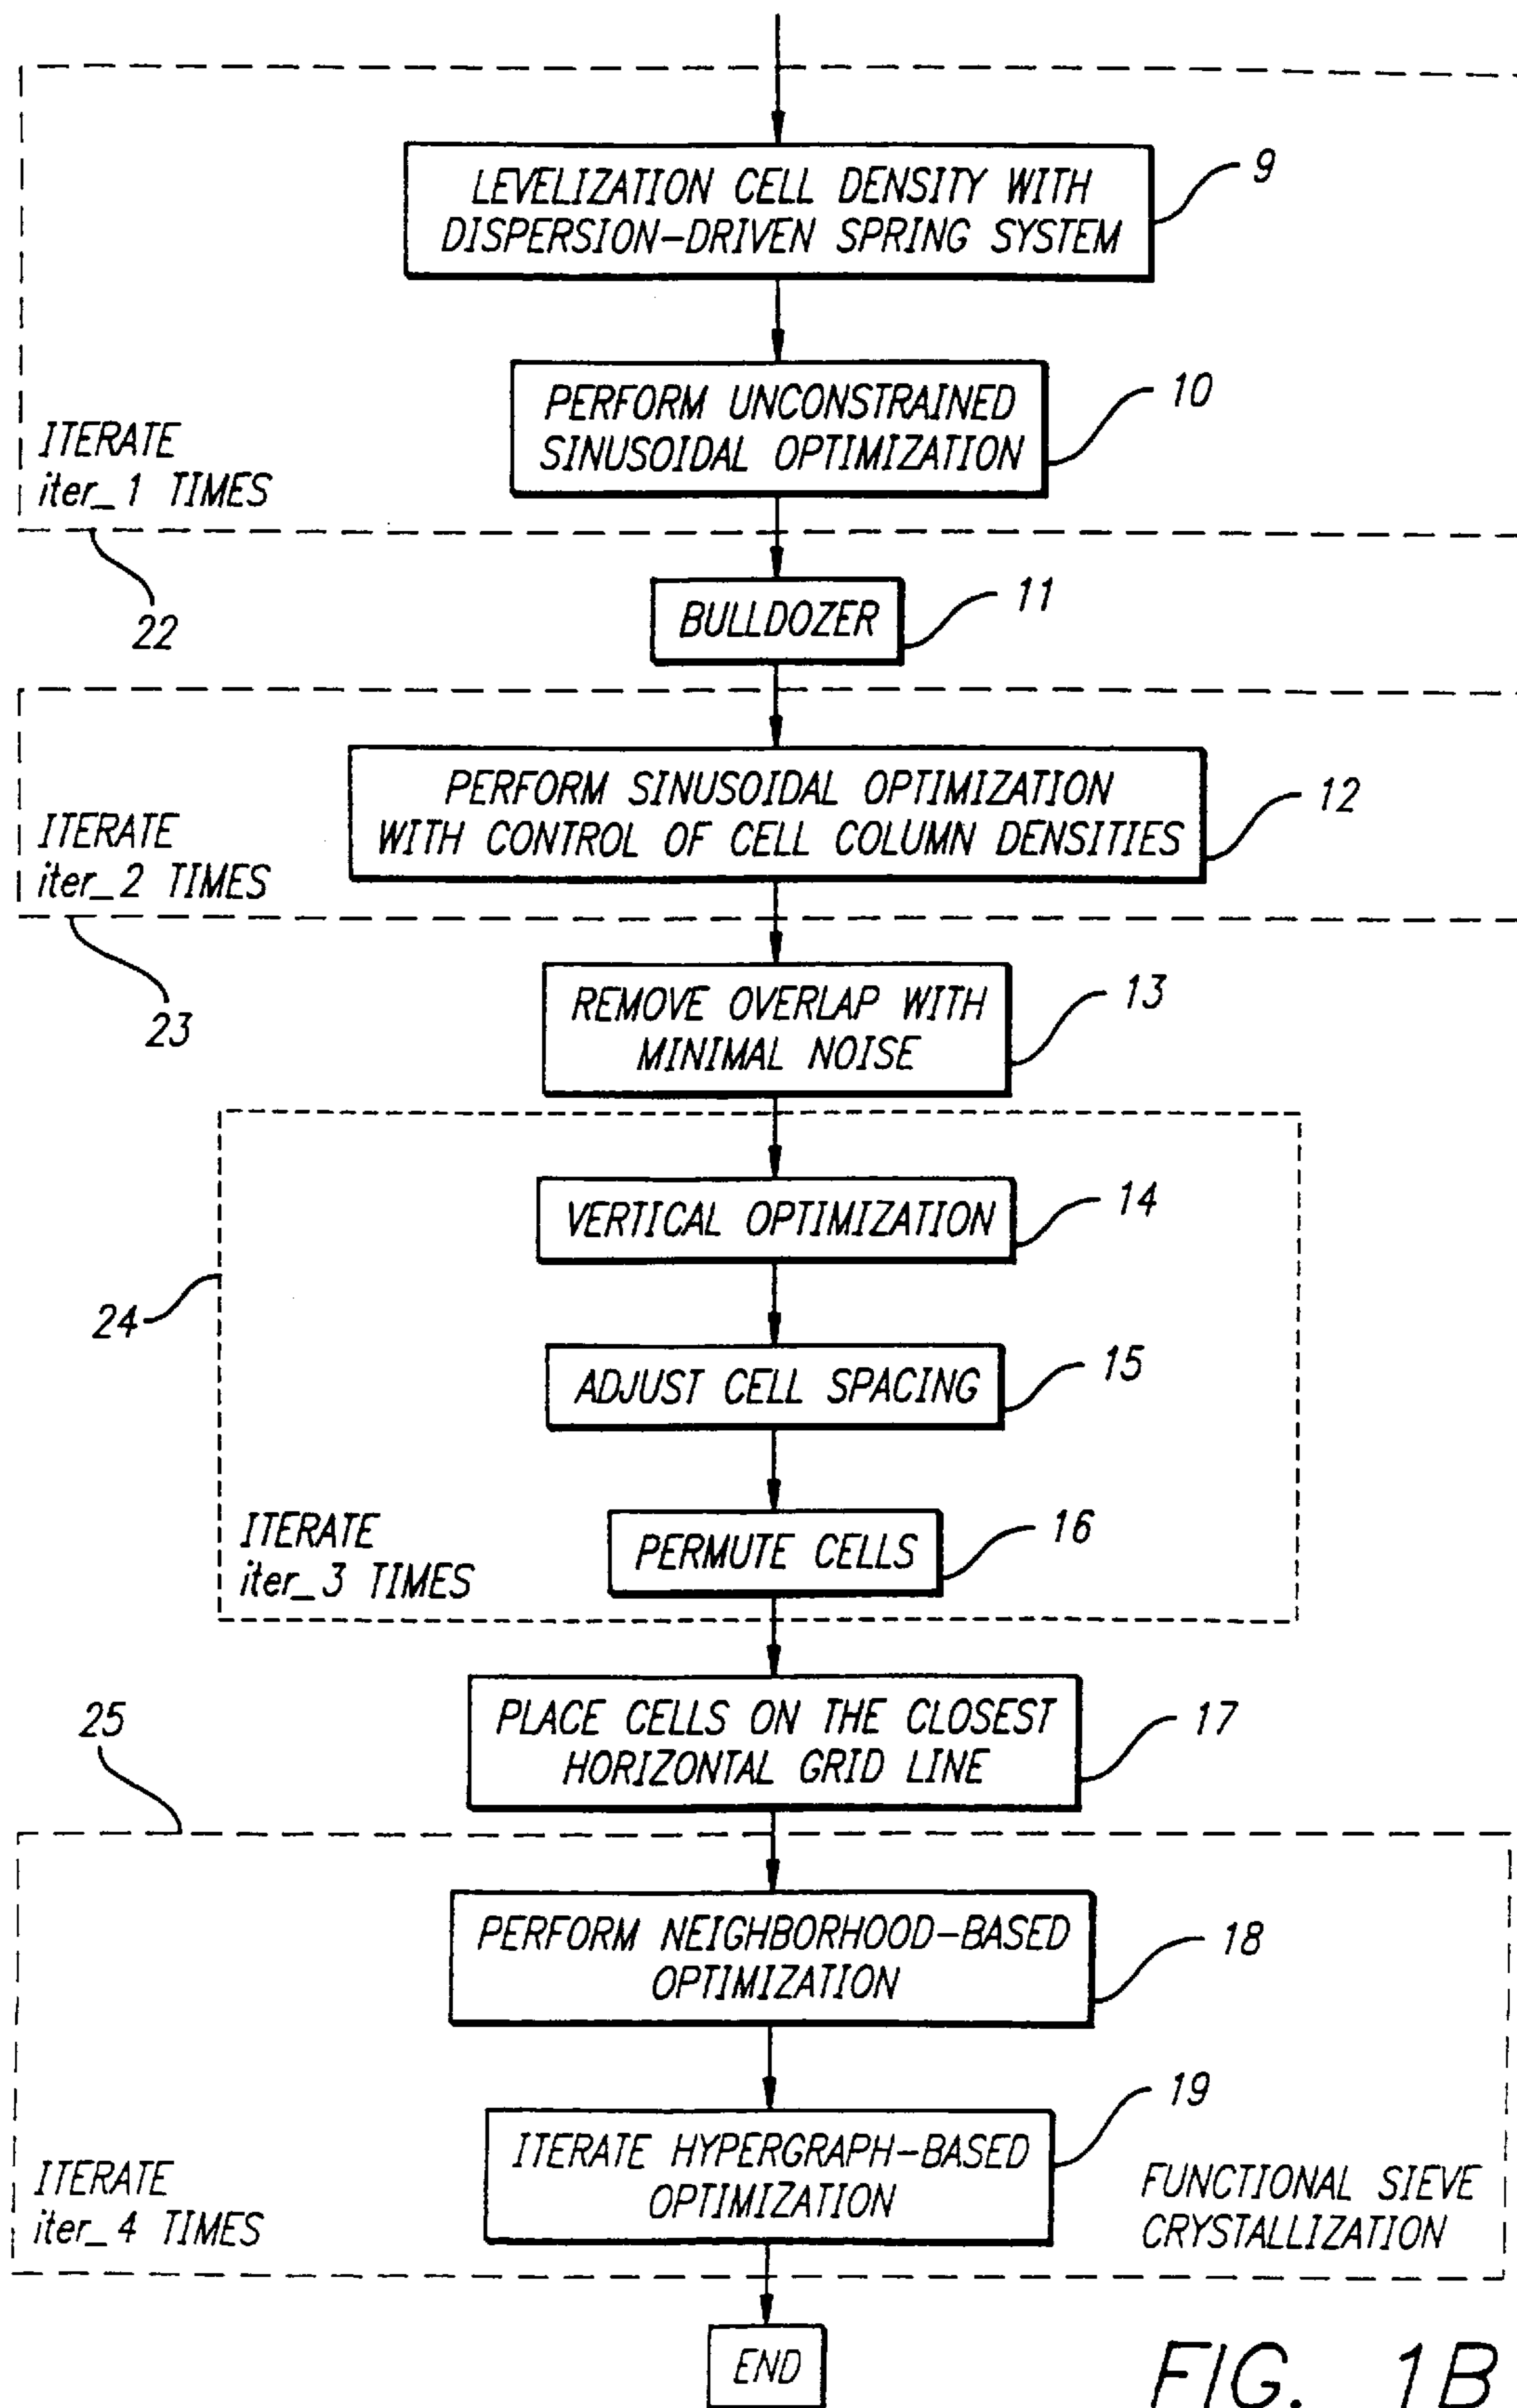 LEVELIZATION CELL DENSITY WITH
DISPERSION-DRIVEN SPRING SYSTEM
9
PERFORM UNCONSTRAINED
SINUSOIDAL OPTIMIZATION
10
ITERATE
iter_1 TIMES
22
BULLDOZER
11
PERFORM SINUSOIDAL OPTIMIZATION
WITH CONTROL OF CELL COLUMN DENSITIES
12
ITERATE
iter_2 TIMES
23
REMOVE OVERLAP WITH
MINIMAL NOISE
13
VERTICAL OPTIMIZATION
14
24
ADJUST CELL SPACING
15
PERMUTE CELLS
16
ITERATE
iter_3 TIMES
PLACE CELLS ON THE CLOSEST
HORIZONTAL GRID LINE
17
25
PERFORM NEIGHBORHOOD-BASED
OPTIMIZATION
18
ITERATE HYPERGRAPH-BASED
OPTIMIZATION
19
ITERATE
iter_4 TIMES
FUNCTIONAL SIEVE
CRYSTALLIZATION
END
FIG. 1B